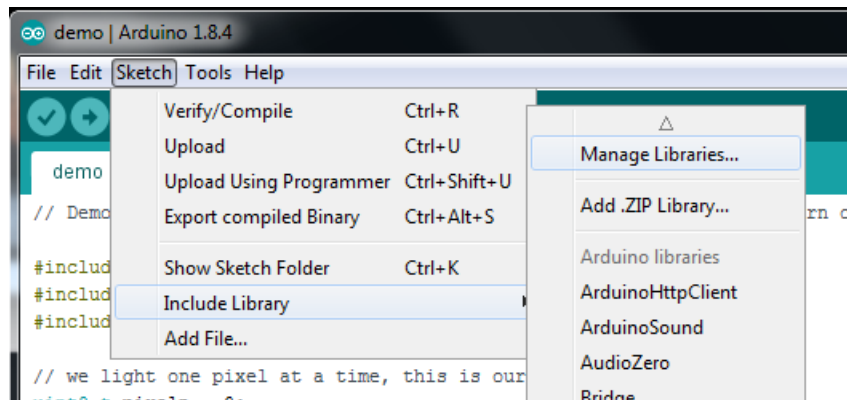 demo | Arduino 1.8.4
File Edit Sketch Tools Help
Verify/Compile Ctrl+R
Upload Ctrl+U
Upload Using Programmer Ctrl+Shift+U
Export compiled Binary Ctrl+Alt+S
Show Sketch Folder Ctrl+K
Include Library
Add File...
Manage Libraries...
Add .ZIP Library...
Arduino libraries
ArduinoHttpClient
ArduinoSound
AudioZero
Bridge
demo
// Demo
#includ
#includ
#includ
// we light one pixel at a time, this is our